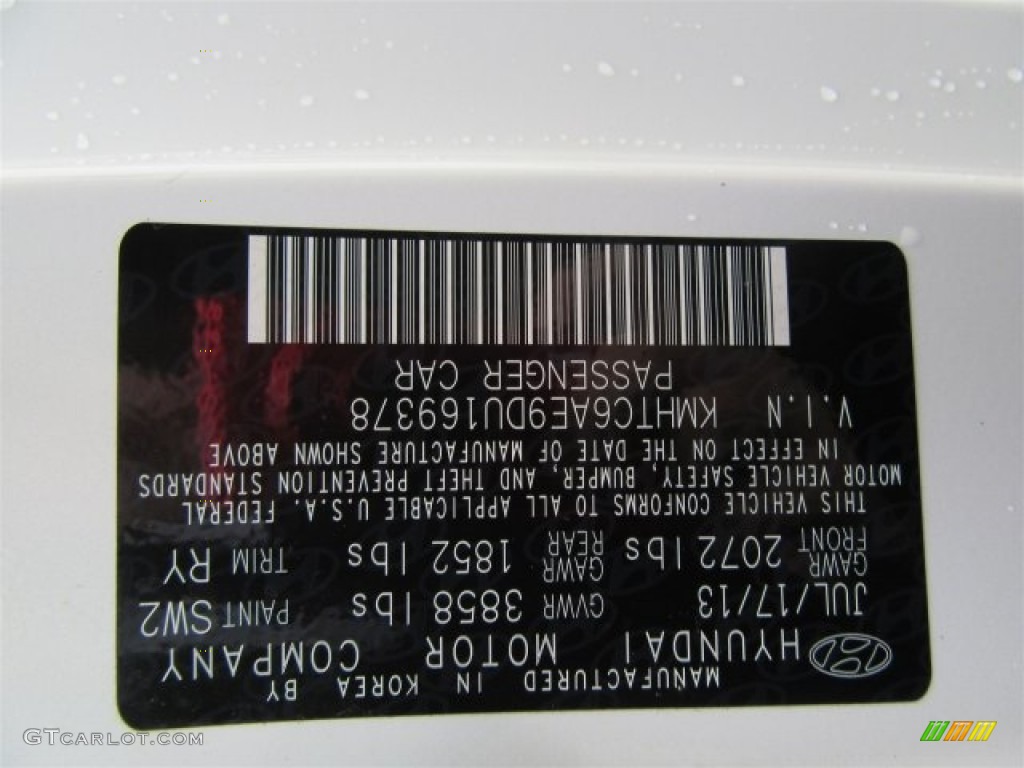 MANUFACTURED IN KOREA BY
HYUNDAI MOTOR COMPANY
JUL/17/13 GVWR 3858 lbs PAINT SW2
GAWR FRONT 2072 lbs GAWR REAR 1852 lbs TRIM RY
THIS VEHICLE CONFORMS TO ALL APPLICABLE U.S.A. FEDERAL
MOTOR VEHICLE SAFETY, BUMPER, AND THEFT PREVENTION STANDARDS
IN EFFECT ON THE DATE OF MANUFACTURE SHOWN ABOVE
V.I.N KMHTC6AE9DU169378
PASSENGER CAR
GTCARLOT.COM